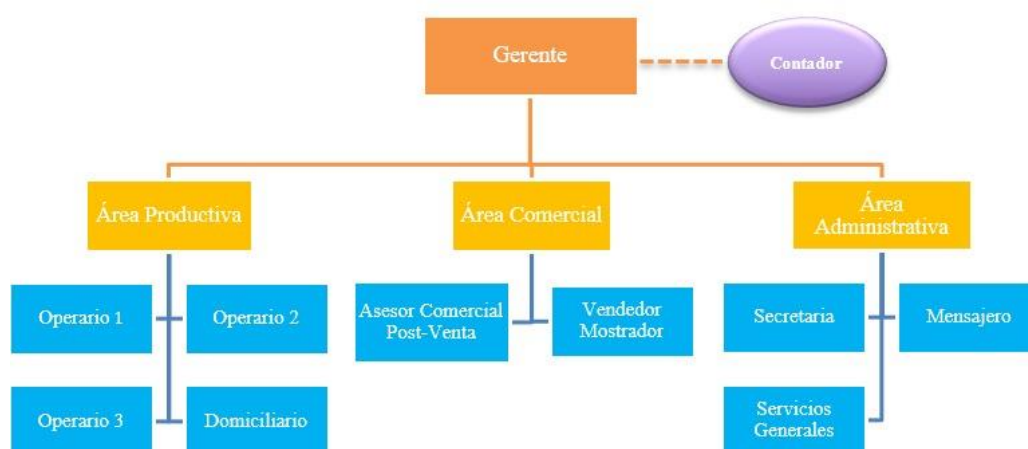 Gerente
Contador
Área Productiva
Área Comercial
Área
Administrativa
Operario 1
Operario 2
Asesor Comercial
Post-Venta
Vendedor
Mostrador
Secretaria
Mensajero
Operario 3
Domiciliario
Servicios
Generales